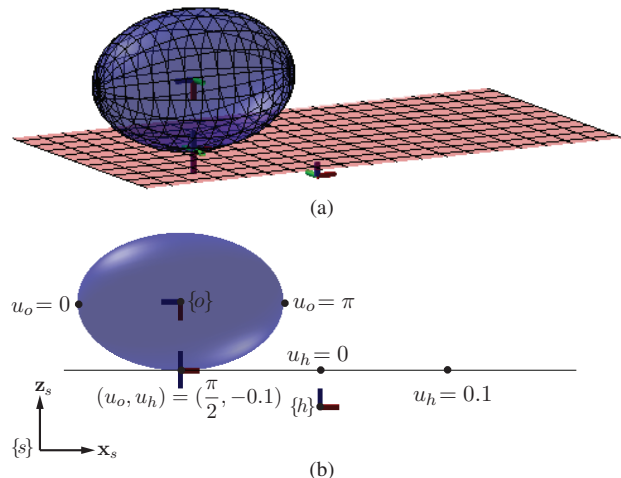 (a)
u_o = 0
{o}
u_o = π
u_h = 0
z_s
(u_o, u_h) = (π/2, −0.1)
{h}
u_h = 0.1
{s}
x_s
(b)